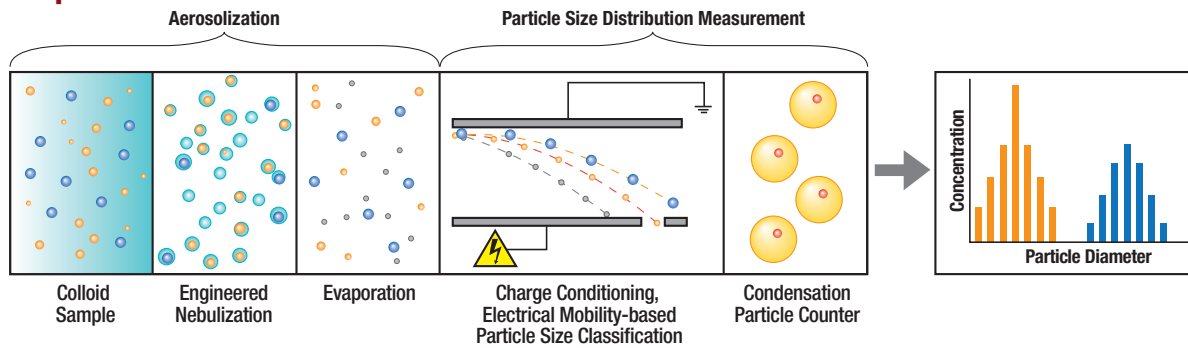 Aerosolization
Particle Size Distribution Measurement
Colloid
Sample
Engineered
Nebulization
Evaporation
Charge Conditioning,
Electrical Mobility-based
Particle Size Classification
Condensation
Particle Counter
Concentration
Particle Diameter